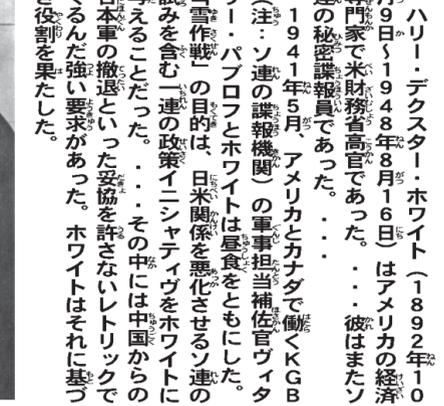 ハリー・デクスター・ホワイト（１８９２年１０
月９日〜１９４８年８月１６日）はアメリカの経済
専門家で米財務省高官であった。・・・彼はまたソ
連の秘密諜報員であった。・・・
１９４１年５月、アメリカとカナダで働くＫＧＢ
（注：ソ連の諜報機関）の軍事担当補佐官ヴィタ
リー・パブロフとホワイトは昼食をともにした。
雪作戦」の目的は、日米関係を悪化させるソ連の
試みを含む一連の政策イニシャティヴをホワイトに
与えることだった。・・・その中には中国からの
日本軍の撤退といった妥協を許さないレトリックで
くるんだ強い要求があった。ホワイトはそれに基づ
役割を果たした。